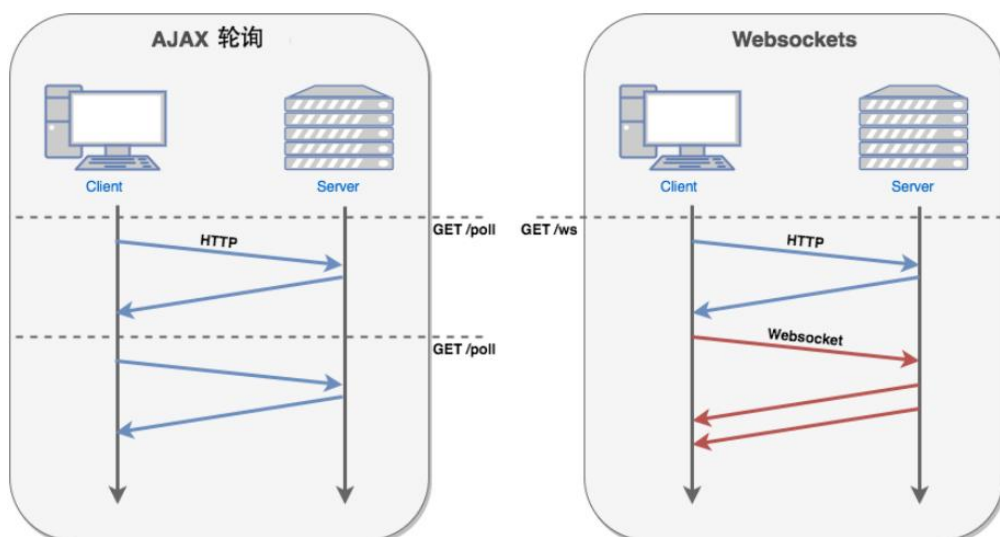 AJAX 轮询
Client
Server
GET /poll
HTTP
GET /poll
Websockets
Client
Server
GET /ws
HTTP
Websocket